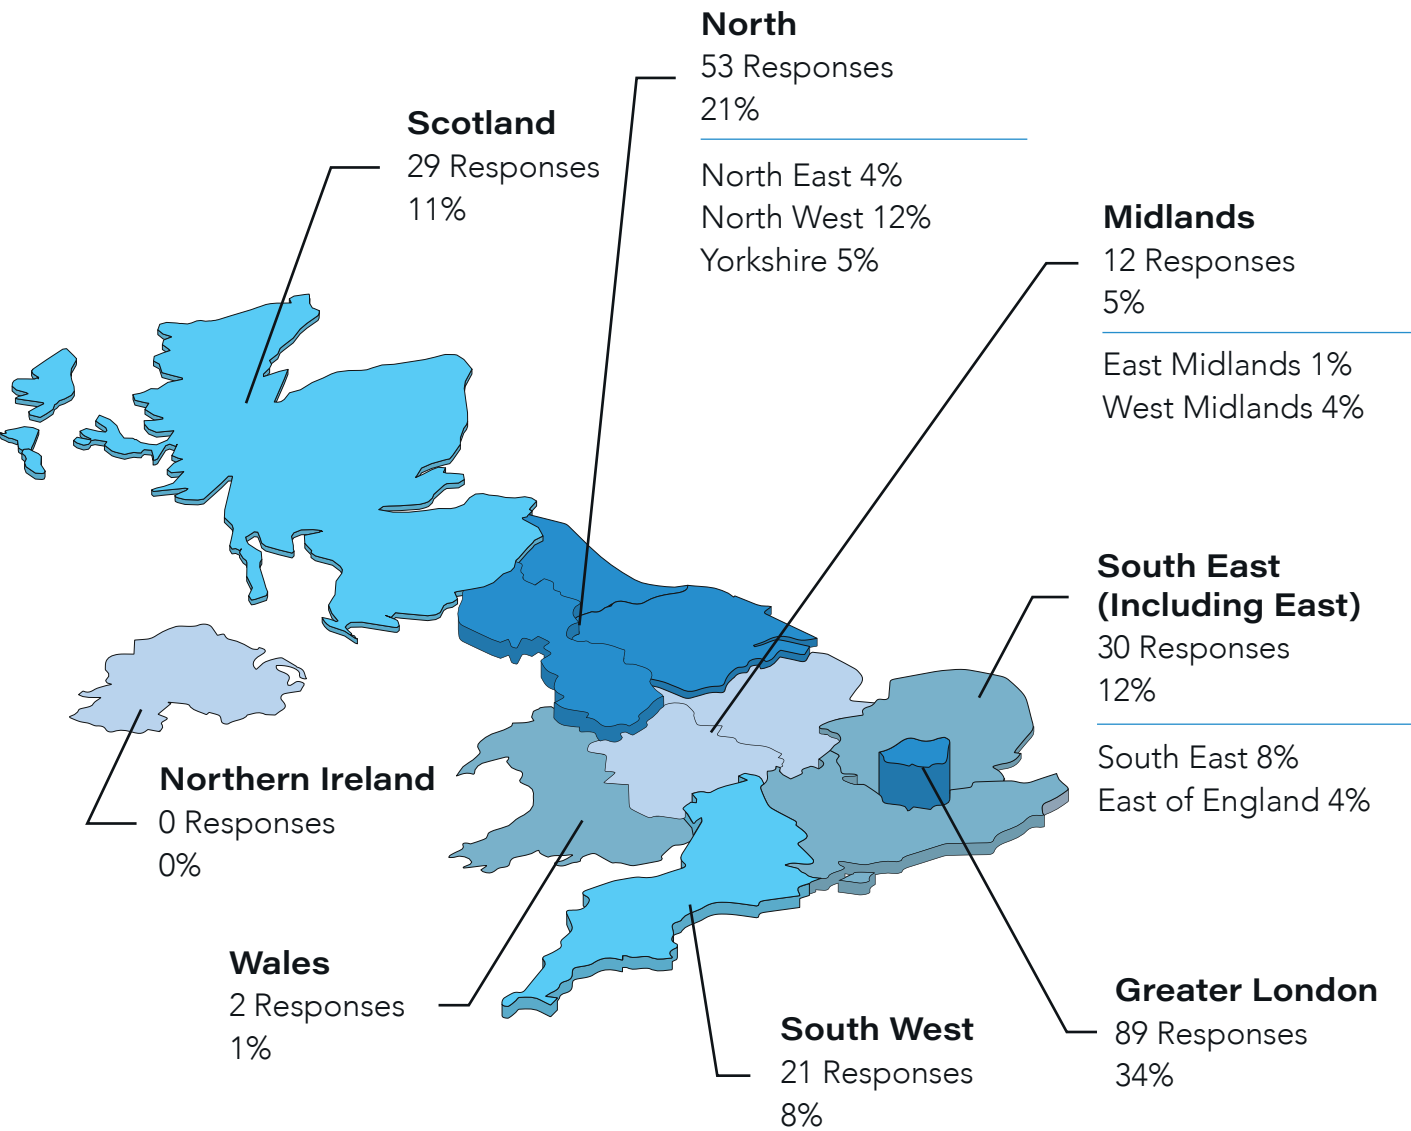 North
53 Responses
21%
North East 4%
North West 12%
Yorkshire 5%
Scotland
29 Responses
11%
Midlands
12 Responses
5%
East Midlands 1%
West Midlands 4%
South East
(Including East)
30 Responses
12%
South East 8%
East of England 4%
Northern Ireland
0 Responses
0%
Wales
2 Responses
1%
South West
21 Responses
8%
Greater London
89 Responses
34%